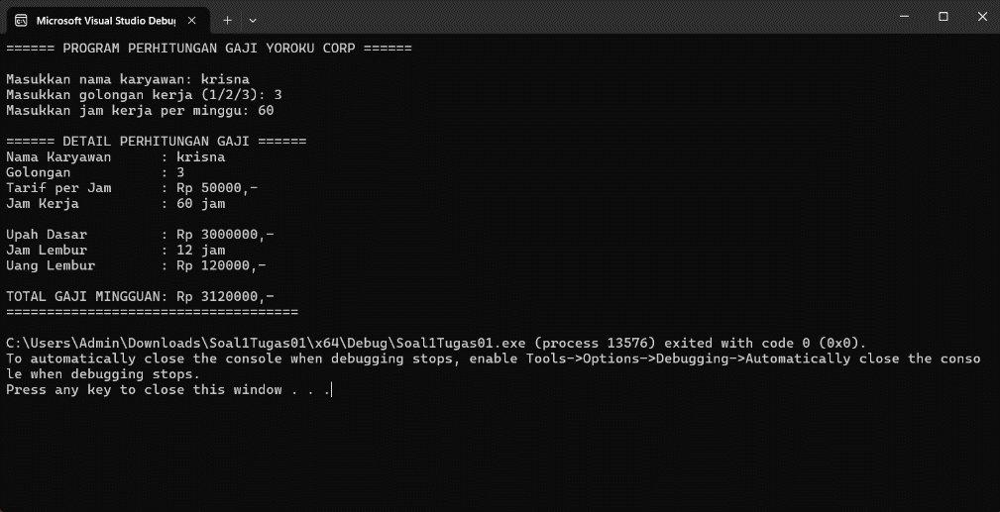 Microsoft Visual Studio Debug
====== PROGRAM PERHITUNGAN GAJI YOROKU CORP ======
Masukkan nama karyawan: krisna
Masukkan golongan kerja (1/2/3): 3
Masukkan jam kerja per minggu: 60
====== DETAIL PERHITUNGAN GAJI ======
Nama Karyawan      : krisna
Golongan           : 3
Tarif per Jam      : Rp 50000,-
Jam Kerja          : 60 jam
Upah Dasar         : Rp 3000000,-
Jam Lembur         : 12 jam
Uang Lembur        : Rp 120000,-
TOTAL GAJI MINGGUAN: Rp 3120000,-
====================================
C:\Users\Admin\Downloads\Soal1Tugas01\x64\Debug\Soal1Tugas01.exe (process 13576) exited with code 0 (0x0).
To automatically close the console when debugging stops, enable Tools->Options->Debugging->Automatically close the conso
le when debugging stops.
Press any key to close this window . . .